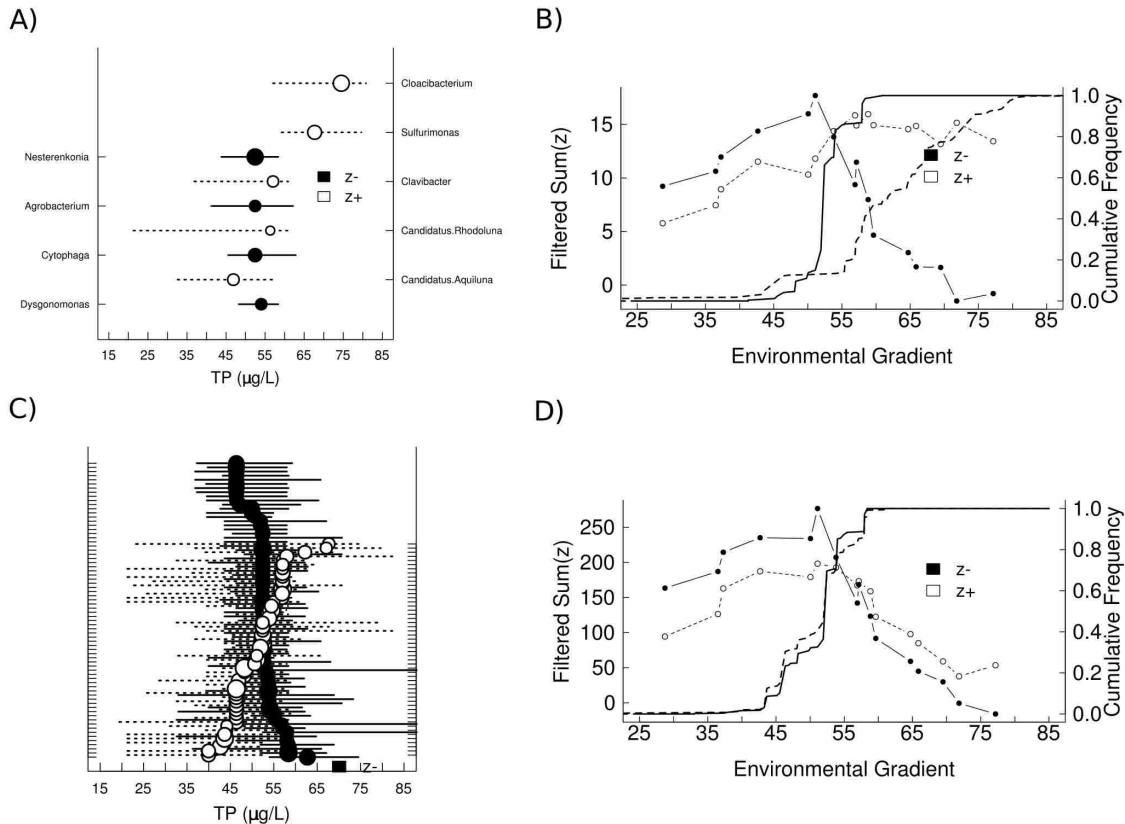 A)
Cloacibacterium
Sulfurimonas
Nesterenkonia
z-
Clavibacter
z+
Agrobacterium
Candidatus.Rhodoluna
Cytophaga
Candidatus.Aquiluna
Dysgonomonas
15 25 35 45 55 65 75 85
TP (µg/L)
B)
Filtered Sum(z)
15
10
5
0
z-
z+
1.0
0.8
0.6
0.4
0.2
0.0
Cumulative Frequency
25 35 45 55 65 75 85
Environmental Gradient
C)
z-
15 25 35 45 55 65 75 85
TP (µg/L)
D)
Filtered Sum(z)
250
200
150
100
50
0
z-
z+
1.0
0.8
0.6
0.4
0.2
0.0
Cumulative Frequency
25 35 45 55 65 75 85
Environmental Gradient